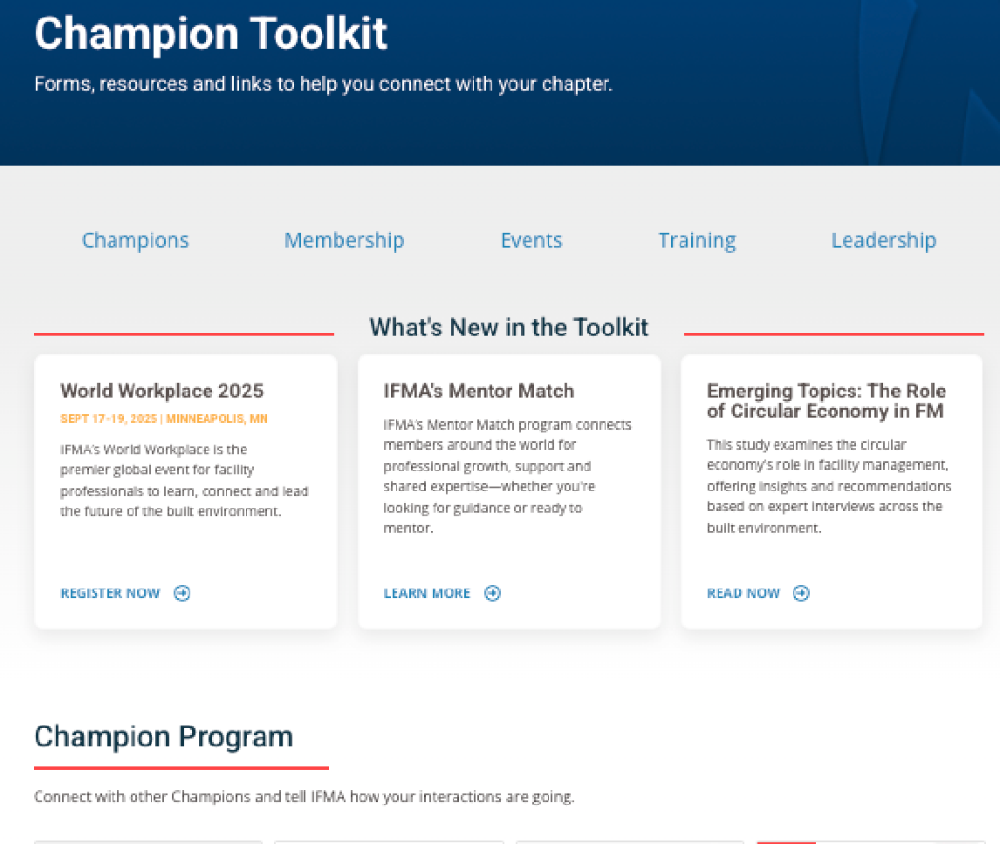 Champion Toolkit
Forms, resources and links to help you connect with your chapter.
Champions
Membership
Events
Training
Leadership
What's New in the Toolkit
World Workplace 2025
SEPT 17-19, 2025 | MINNEAPOLIS, MN
IFMA's World Workplace is the
premier global event for facility
professionals to learn, connect and lead
the future of the built environment.
REGISTER NOW
IFMA's Mentor Match
IFMA's Mentor Match program connects
members around the world for
professional growth, support and
shared expertise—whether you're
looking for guidance or ready to
mentor.
LEARN MORE
Emerging Topics: The Role
of Circular Economy in FM
This study examines the circular
economy's role in facility management,
offering insights and recommendations
based on expert interviews across the
built environment.
READ NOW
Champion Program
Connect with other Champions and tell IFMA how your interactions are going.